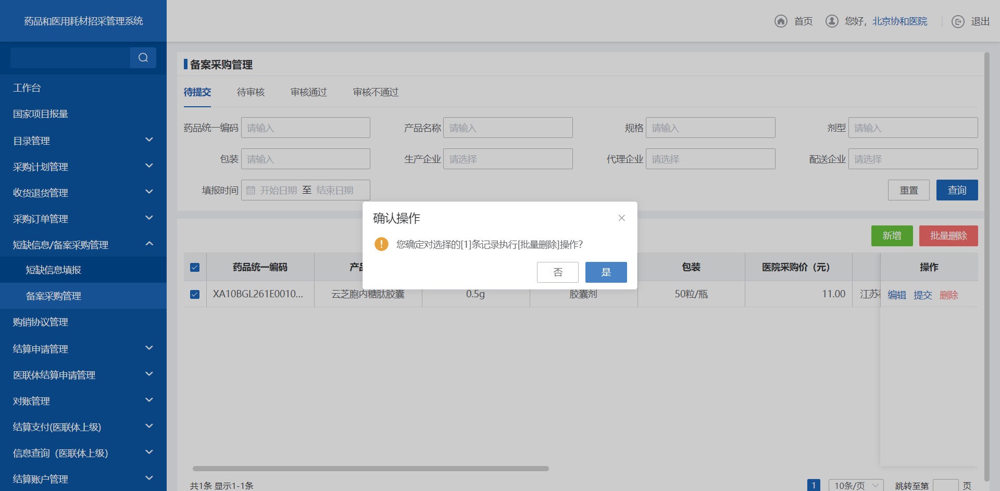 药品和医用耗材招采管理系统
首页
您好，北京协和医院
退出
工作台
国家项目报量
目录管理
采购计划管理
收货退货管理
采购订单管理
短缺信息/备案采购管理
短缺信息填报
备案采购管理
购销协议管理
结算申请管理
医联体结算申请管理
对账管理
结算支付(医联体上级)
信息查询（医联体上级）
结算账户管理
备案采购管理
待提交 待审核 审核通过 审核不通过
药品统一编码 请输入 产品名称 请输入 规格 请输入 剂型 请输入
包装 请输入 生产企业 请选择 代理企业 请选择 配送企业 请选择
填报时间 开始日期 至 结束日期 重置 查询
确认操作
您确定对选择的[1]条记录执行[批量删除]操作?
否 是
新增 批量删除
药品统一编码 产品 包装 医院采购价（元） 操作
XA10BGL261E0010... 云芝胞内糖肽胶囊 0.5g 胶囊剂 50粒/瓶 11.00 江苏 编辑 提交 删除
共1条 显示1-1条 1 10条/页 跳转至第 页